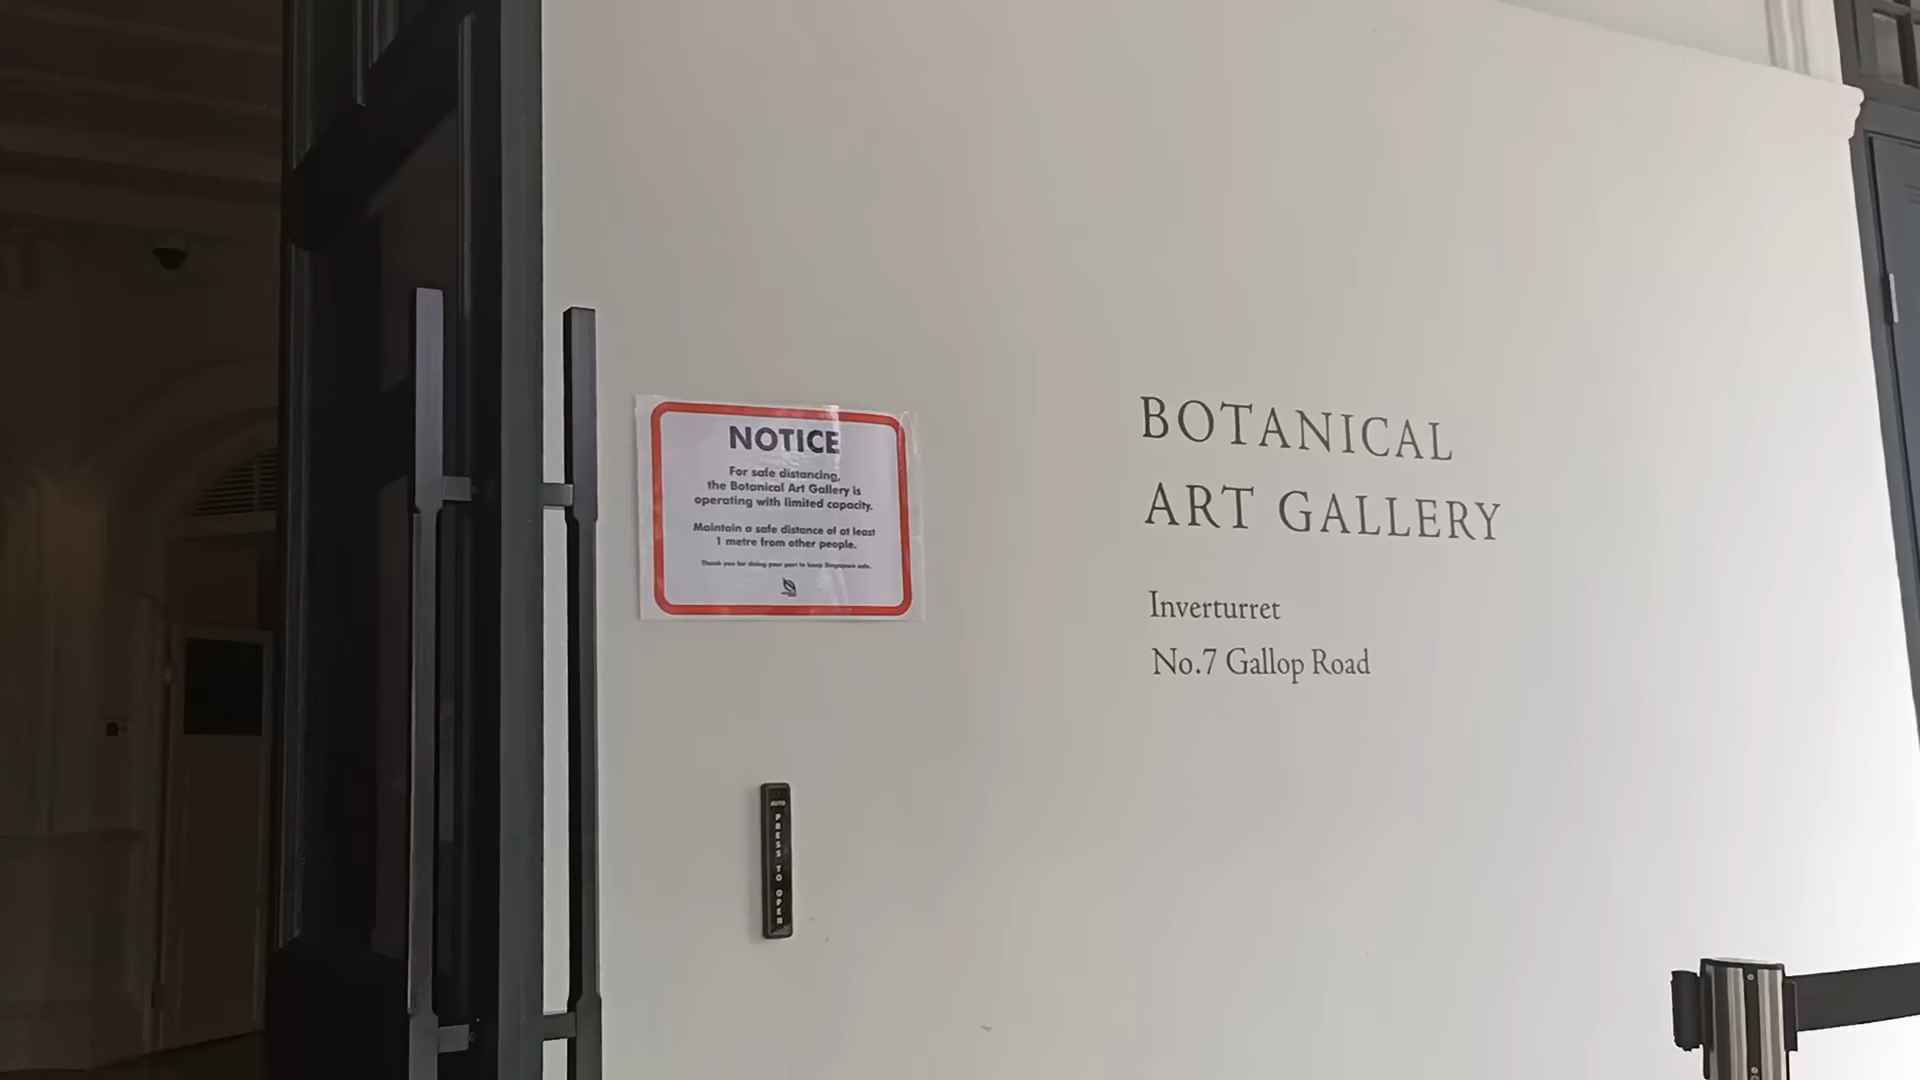 NOTICE
For safe distancing,
the Botanical Art Gallery is
operating with limited capacity.
Maintain a safe distance of at least
1 metre from other people.
Thank you for doing your part to keep Singapore safe.
BOTANICAL
ART GALLERY
Inverturret
No.7 Gallop Road
AUTO
PRESS TO OPEN